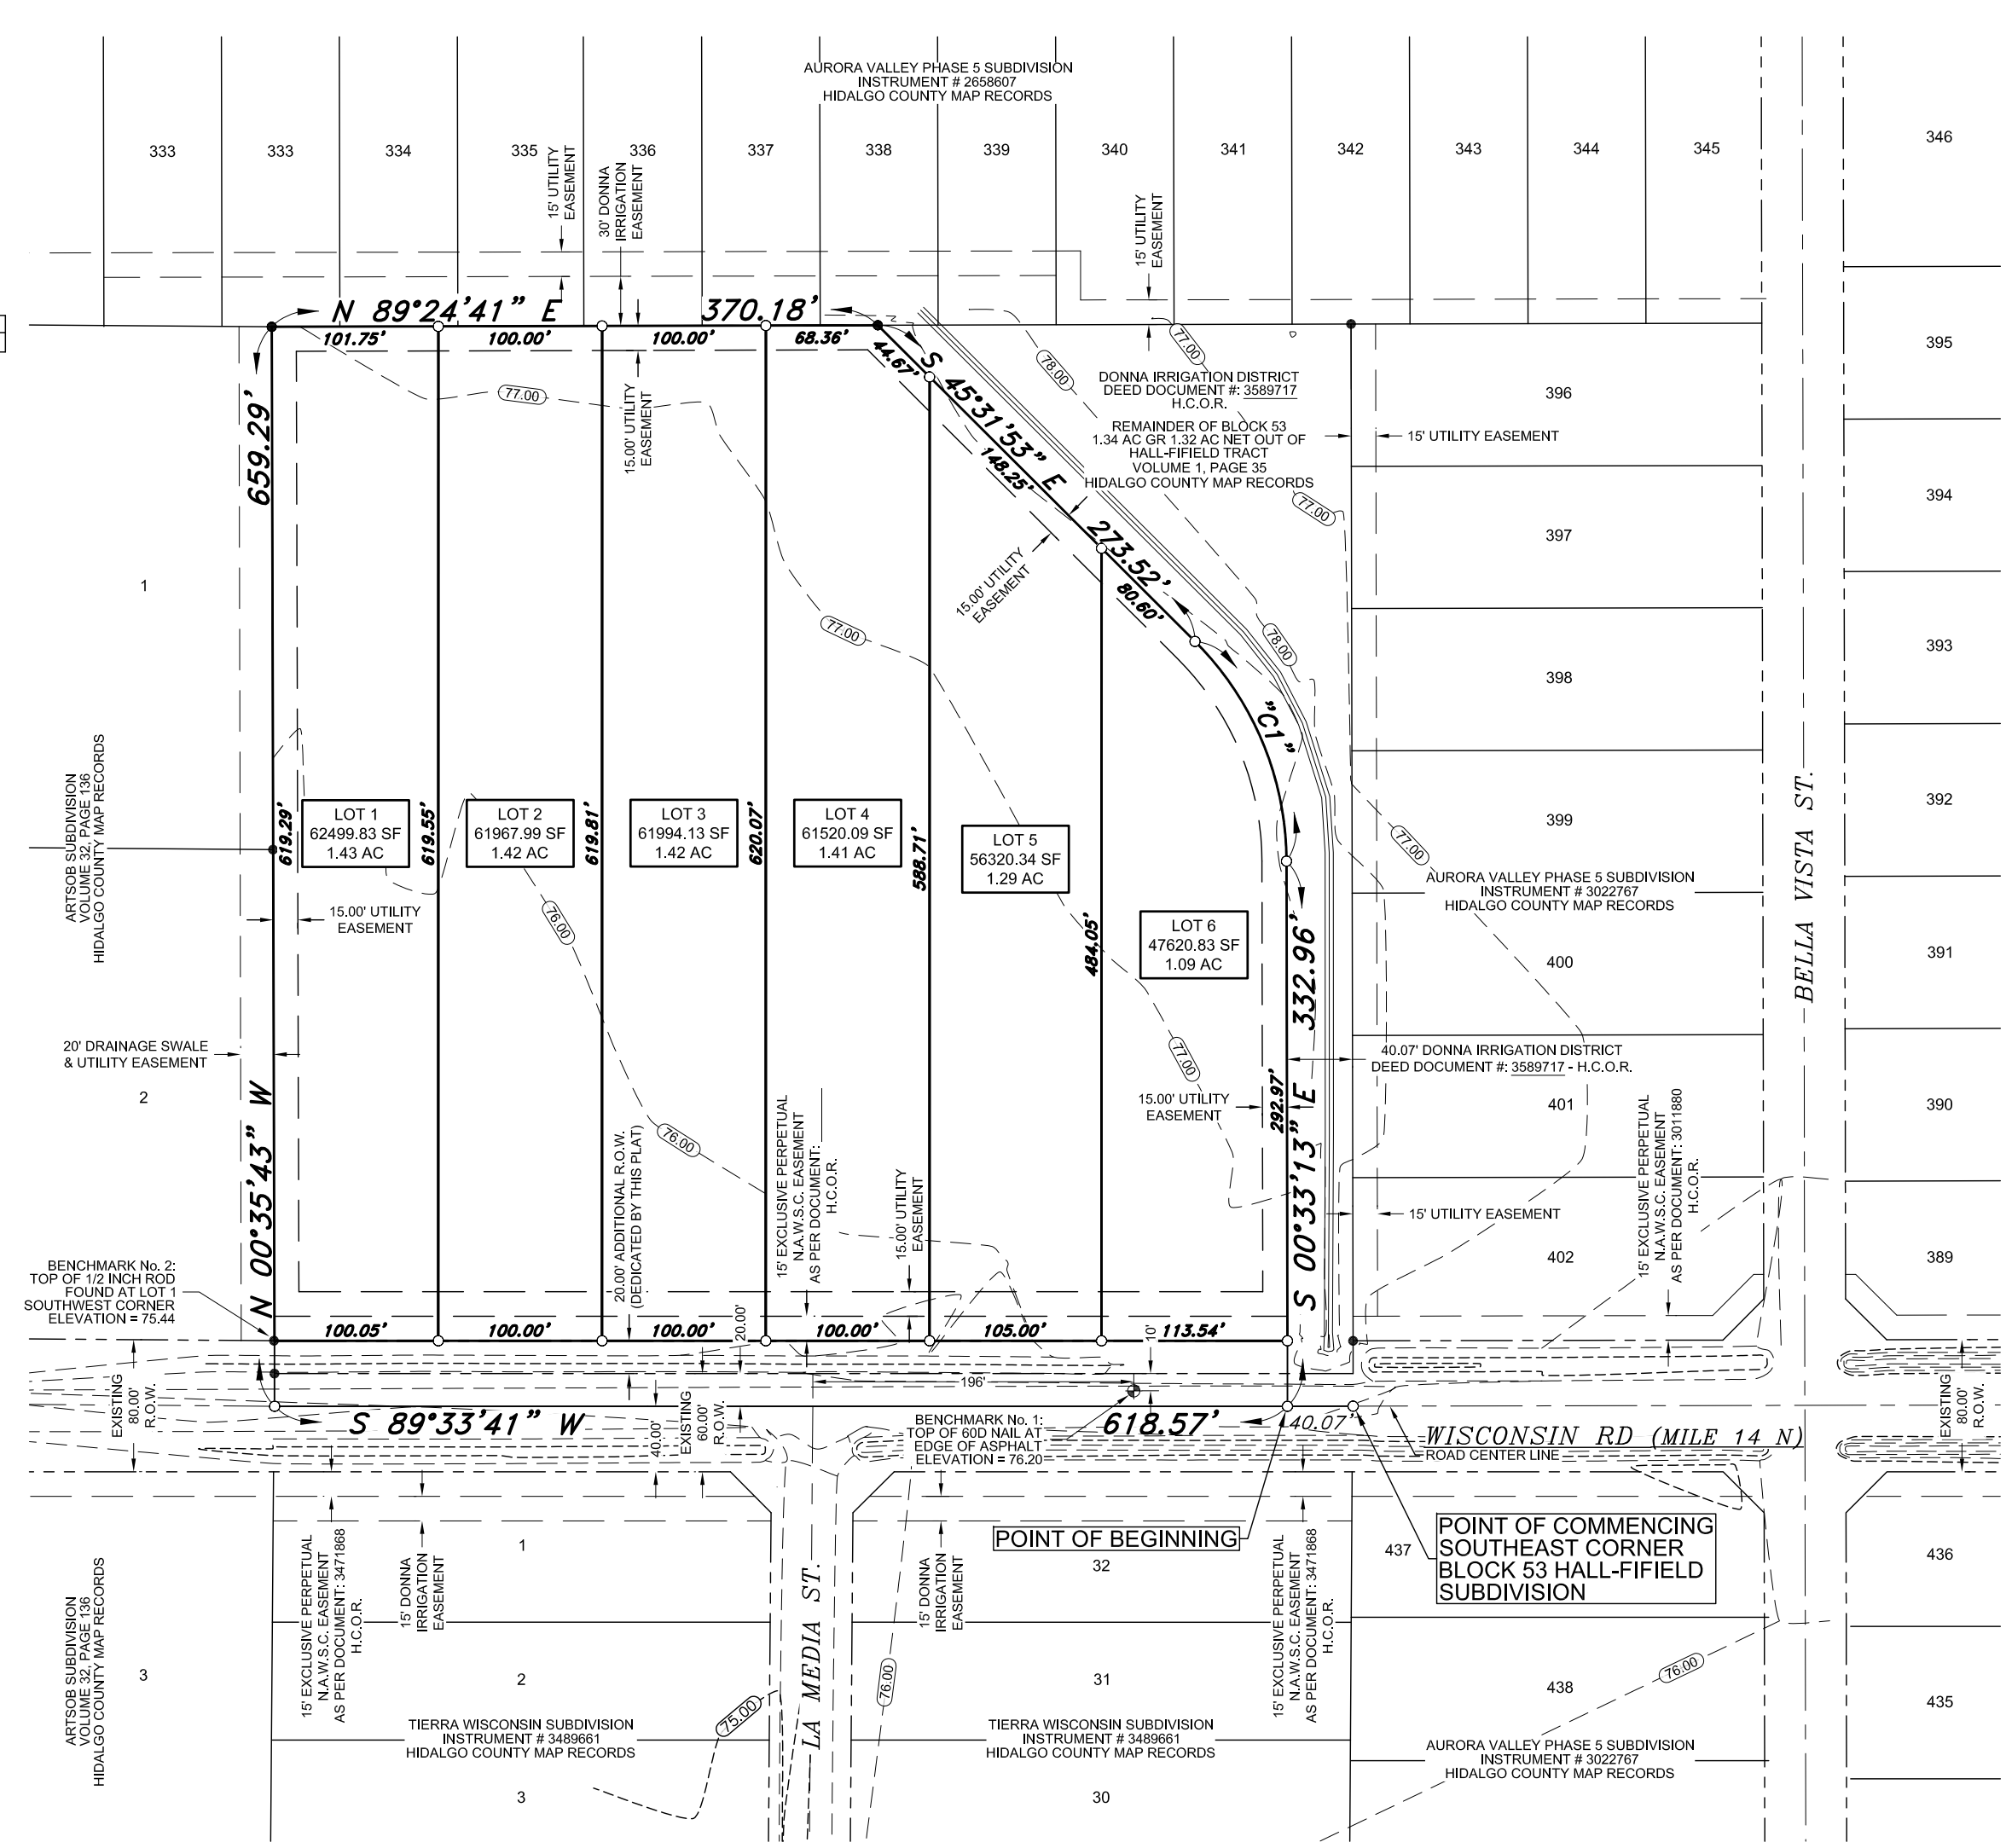 AURORA VALLEY PHASE 5 SUBDIVISION
INSTRUMENT # 2658607
HIDALGO COUNTY MAP RECORDS
333
333
334
335
336
337
338
339
340
341
342
343
344
345
346
15' UTILITY
EASEMENT
30' DONNA
IRRIGATION
EASEMENT
15' UTILITY
EASEMENT
N 89°24'41" E
370.18'
101.75'
100.00'
100.00'
68.36'
44.67'
S 45°31'53" E
273.52'
148.25'
80.60'
"C1"
77.00
77.00
78.00
77.00
77.00
78.00
77.00
77.00
76.00
76.00
15.00' UTILITY
EASEMENT
15.00' UTILITY
EASEMENT
DONNA IRRIGATION DISTRICT
DEED DOCUMENT #: 3589717
H.C.O.R.
REMAINDER OF BLOCK 53
1.34 AC GR 1.32 AC NET OUT OF
HALL-FIFIELD TRACT
VOLUME 1, PAGE 35
HIDALGO COUNTY MAP RECORDS
15' UTILITY EASEMENT
395
396
394
397
393
398
392
399
391
400
390
401
389
402
1
2
ARTSOB SUBDIVISION
VOLUME 32, PAGE 136
HIDALGO COUNTY MAP RECORDS
659.29'
N 00°35'43" W
619.29'
LOT 1
62499.83 SF
1.43 AC
619.55'
LOT 2
61967.99 SF
1.42 AC
619.81'
LOT 3
61994.13 SF
1.42 AC
620.07'
LOT 4
61520.09 SF
1.41 AC
588.71'
LOT 5
56320.34 SF
1.29 AC
484.05'
LOT 6
47620.83 SF
1.09 AC
S 00°33'13" E 332.96'
292.97'
AURORA VALLEY PHASE 5 SUBDIVISION
INSTRUMENT # 3022767
HIDALGO COUNTY MAP RECORDS
BELLA VISTA ST.
15.00' UTILITY
EASEMENT
20' DRAINAGE SWALE
& UTILITY EASEMENT
40.07' DONNA IRRIGATION DISTRICT
DEED DOCUMENT #: 3589717 - H.C.O.R.
15.00' UTILITY
EASEMENT
20.00' ADDITIONAL R.O.W.
(DEDICATED BY THIS PLAT)
15' EXCLUSIVE PERPETUAL
N.A.W.S.C. EASEMENT
AS PER DOCUMENT:
H.C.O.R.
15.00' UTILITY
EASEMENT
15' UTILITY EASEMENT
15' EXCLUSIVE PERPETUAL
N.A.W.S.C. EASEMENT
AS PER DOCUMENT: 3011880
H.C.O.R.
BENCHMARK No. 2:
TOP OF 1/2 INCH ROD
FOUND AT LOT 1
SOUTHWEST CORNER
ELEVATION = 75.44
100.05'
100.00'
100.00'
100.00'
105.00'
113.54'
20.00'
10'
196'
EXISTING
80.00'
R.O.W.
S 89°33'41" W
618.57'
40.07'
40.00'
EXISTING
60.00'
R.O.W.
BENCHMARK No. 1:
TOP OF 60D NAIL AT
EDGE OF ASPHALT
ELEVATION = 76.20
WISCONSIN RD (MILE 14 N)
ROAD CENTER LINE
EXISTING
80.00'
R.O.W.
POINT OF BEGINNING
POINT OF COMMENCING
SOUTHEAST CORNER
BLOCK 53 HALL-FIFIELD
SUBDIVISION
15' EXCLUSIVE PERPETUAL
N.A.W.S.C. EASEMENT
AS PER DOCUMENT: 3471868
H.C.O.R.
15' DONNA
IRRIGATION
EASEMENT
15' DONNA
IRRIGATION
EASEMENT
15' EXCLUSIVE PERPETUAL
N.A.W.S.C. EASEMENT
AS PER DOCUMENT: 3471868
H.C.O.R.
ARTSOB SUBDIVISION
VOLUME 32, PAGE 136
HIDALGO COUNTY MAP RECORDS
3
1
2
3
32
31
30
437
436
438
435
75.00
76.00
76.00
LA MEDIA ST.
TIERRA WISCONSIN SUBDIVISION
INSTRUMENT # 3489661
HIDALGO COUNTY MAP RECORDS
TIERRA WISCONSIN SUBDIVISION
INSTRUMENT # 3489661
HIDALGO COUNTY MAP RECORDS
AURORA VALLEY PHASE 5 SUBDIVISION
INSTRUMENT # 3022767
HIDALGO COUNTY MAP RECORDS